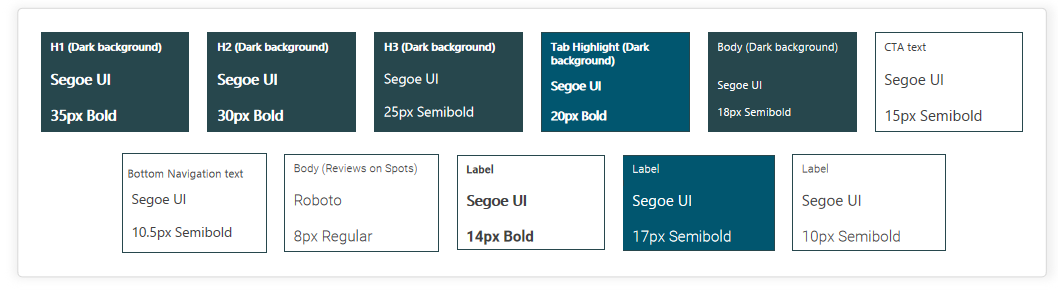 H1 (Dark background)
Segoe UI
35px Bold
H2 (Dark background)
Segoe UI
30px Bold
H3 (Dark background)
Segoe UI
25px Semibold
Tab Highlight (Dark
background)
Segoe UI
20px Bold
Body (Dark background)
Segoe UI
18px Semibold
CTA text
Segoe UI
15px Semibold
Bottom Navigation text
Segoe UI
10.5px Semibold
Body (Reviews on Spots)
Roboto
8px Regular
Label
Segoe UI
14px Bold
Label
Segoe UI
17px Semibold
Label
Segoe UI
10px Semibold